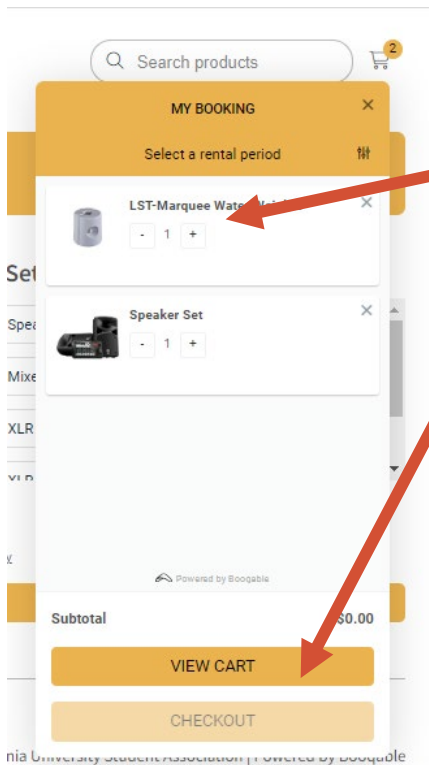 Search products
2
MY BOOKING
Select a rental period
LST-Marquee Water
- 1 +
Set
Speaker Set
- 1 +
Spea
Mixe
XLR
Powered by Booqable
Subtotal $0.00
VIEW CART
CHECKOUT
nia University Student Association | Powered by Booqable